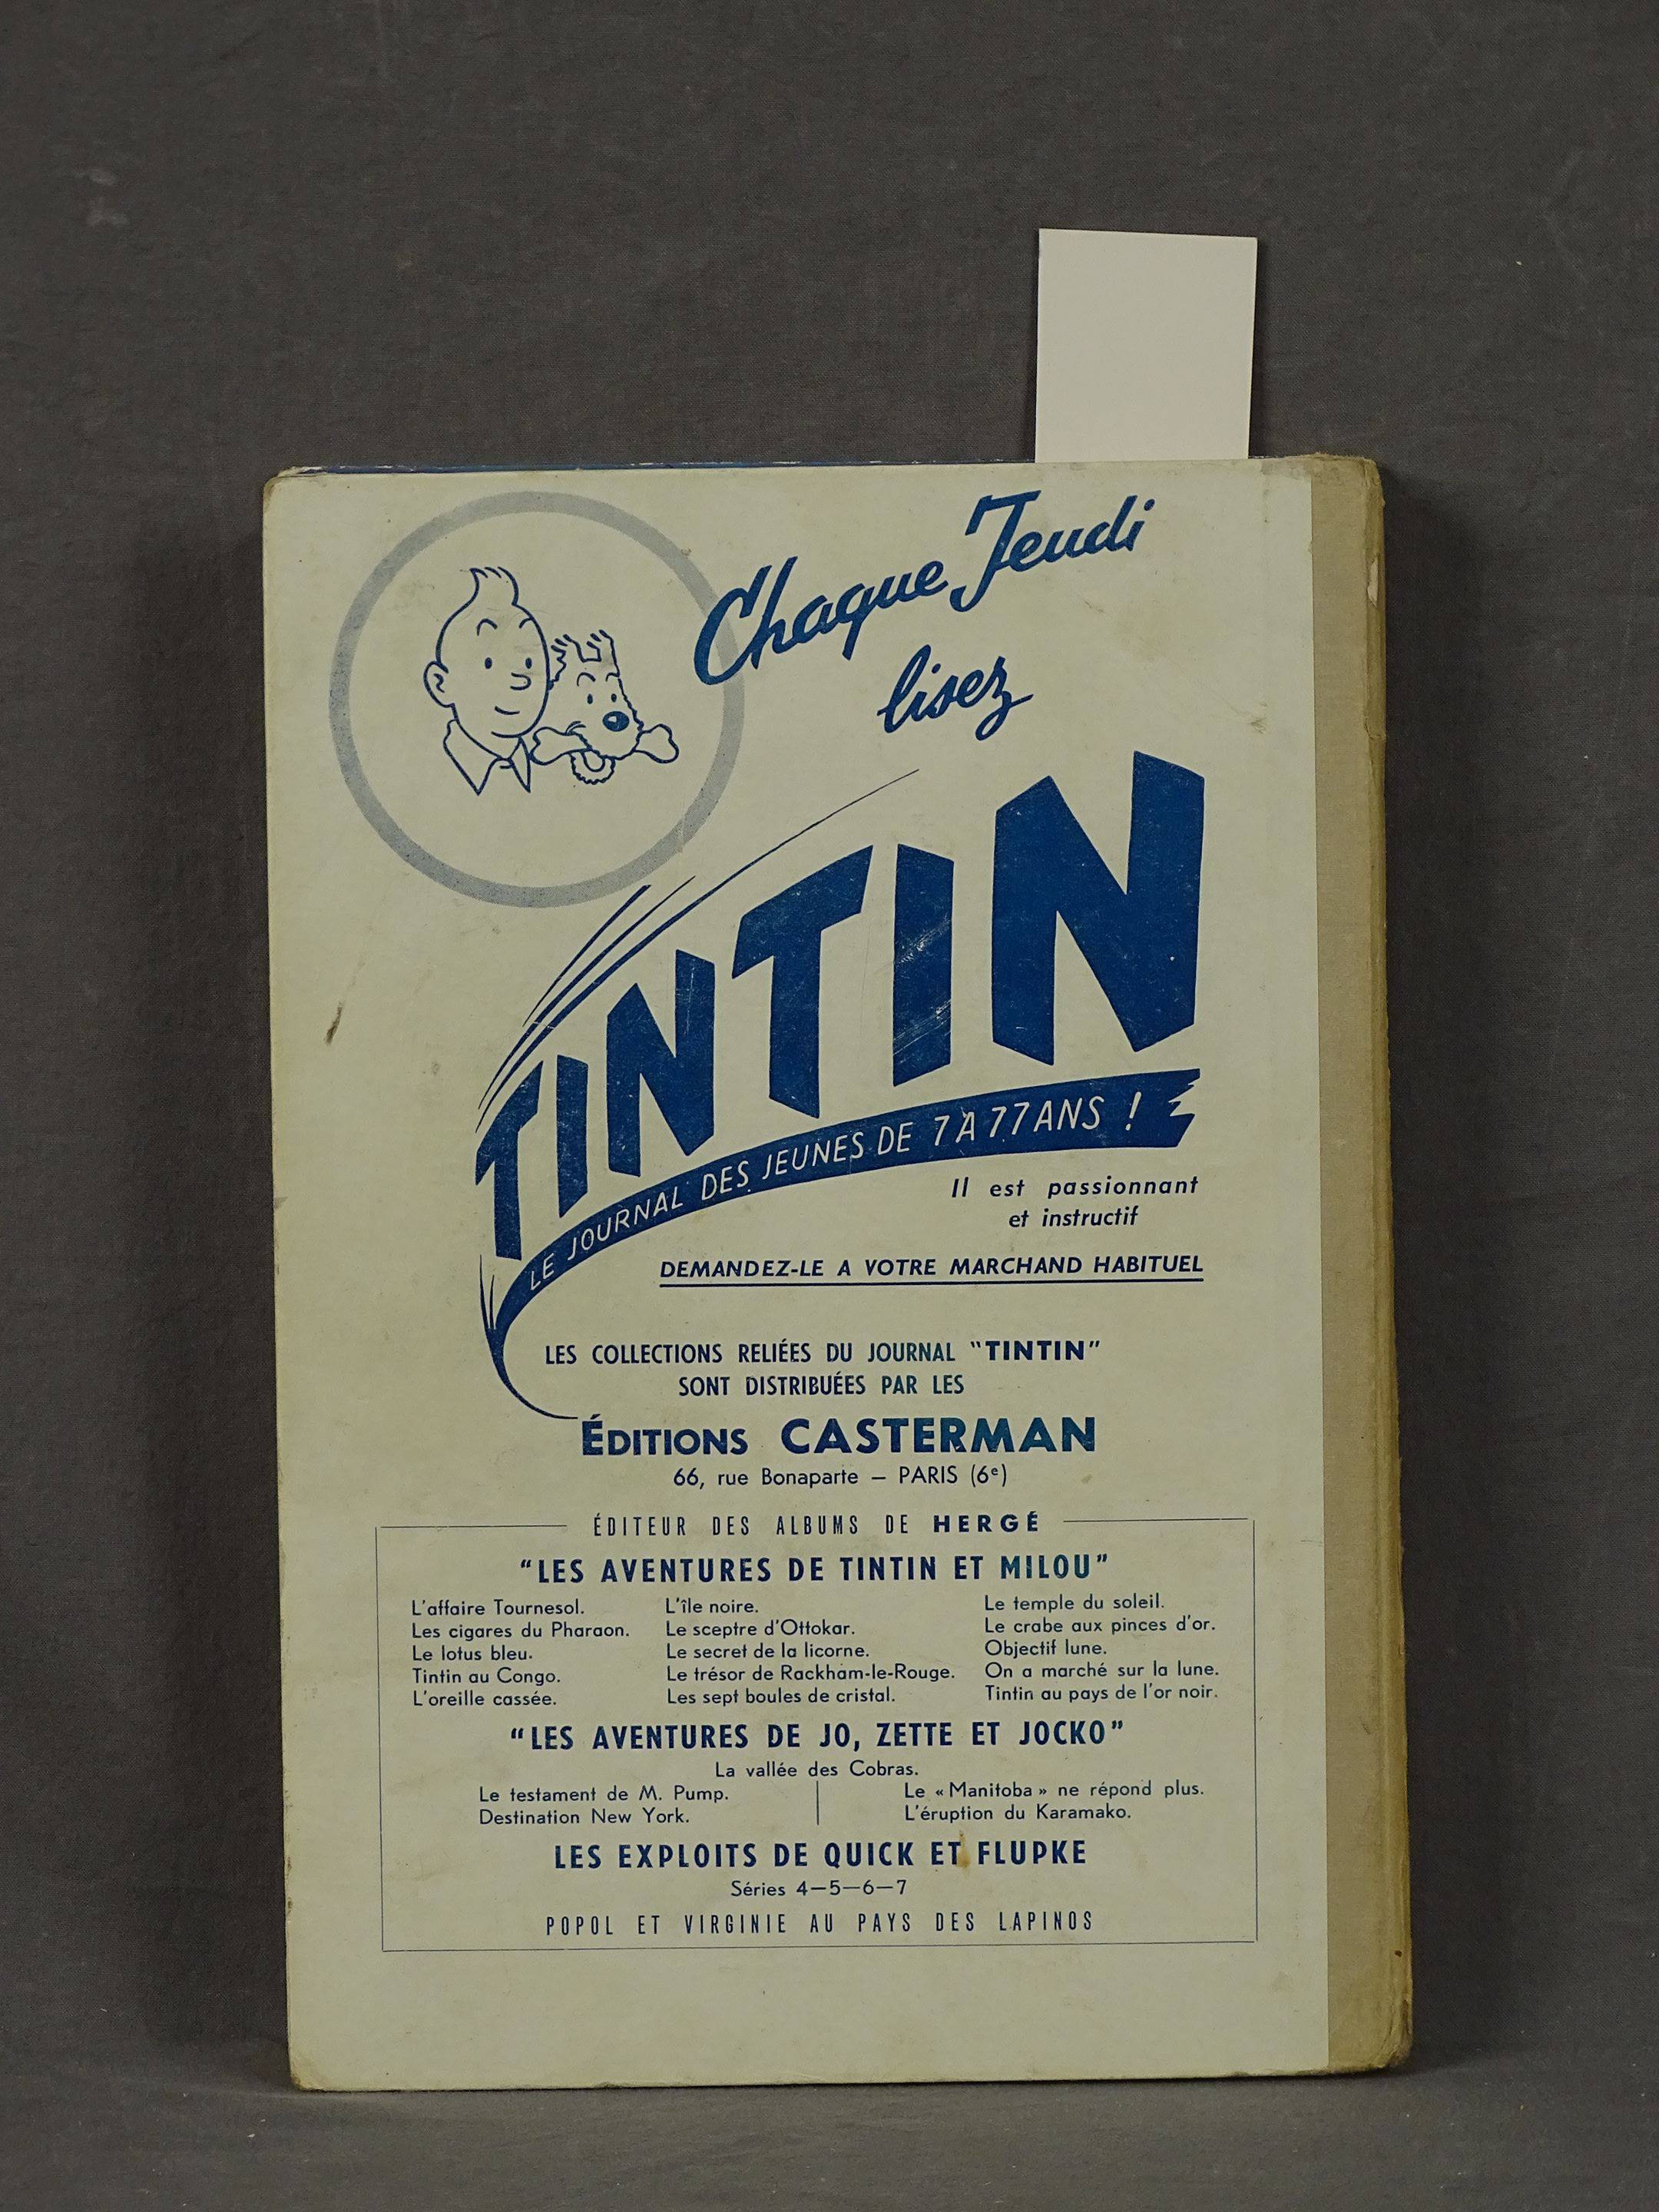 Chaque Jeudi
lisez
TINTIN
LE JOURNAL DES JEUNES DE 7 A 77 ANS !
Il est passionnant
et instructif
DEMANDEZ-LE A VOTRE MARCHAND HABITUEL
LES COLLECTIONS RELIÉES DU JOURNAL "TINTIN"
SONT DISTRIBUÉES PAR LES
ÉDITIONS CASTERMAN
66, rue Bonaparte – PARIS (6e)
ÉDITEUR DES ALBUMS DE HERGÉ
"LES AVENTURES DE TINTIN ET MILOU"
L'affaire Tournesol.
Les cigares du Pharaon.
Le lotus bleu.
Tintin au Congo.
L'oreille cassée.
L'île noire.
Le sceptre d'Ottokar.
Le secret de la licorne.
Le trésor de Rackham-le-Rouge.
Les sept boules de cristal.
Le temple du soleil.
Le crabe aux pinces d'or.
Objectif lune.
On a marché sur la lune.
Tintin au pays de l'or noir.
"LES AVENTURES DE JO, ZETTE ET JOCKO"
La vallée des Cobras.
Le testament de M. Pump.
Destination New York.
Le «Manitoba» ne répond plus.
L'éruption du Karamako.
LES EXPLOITS DE QUICK ET FLUPKE
Séries 4—5—6—7
POPOL ET VIRGINIE AU PAYS DES LAPINOS